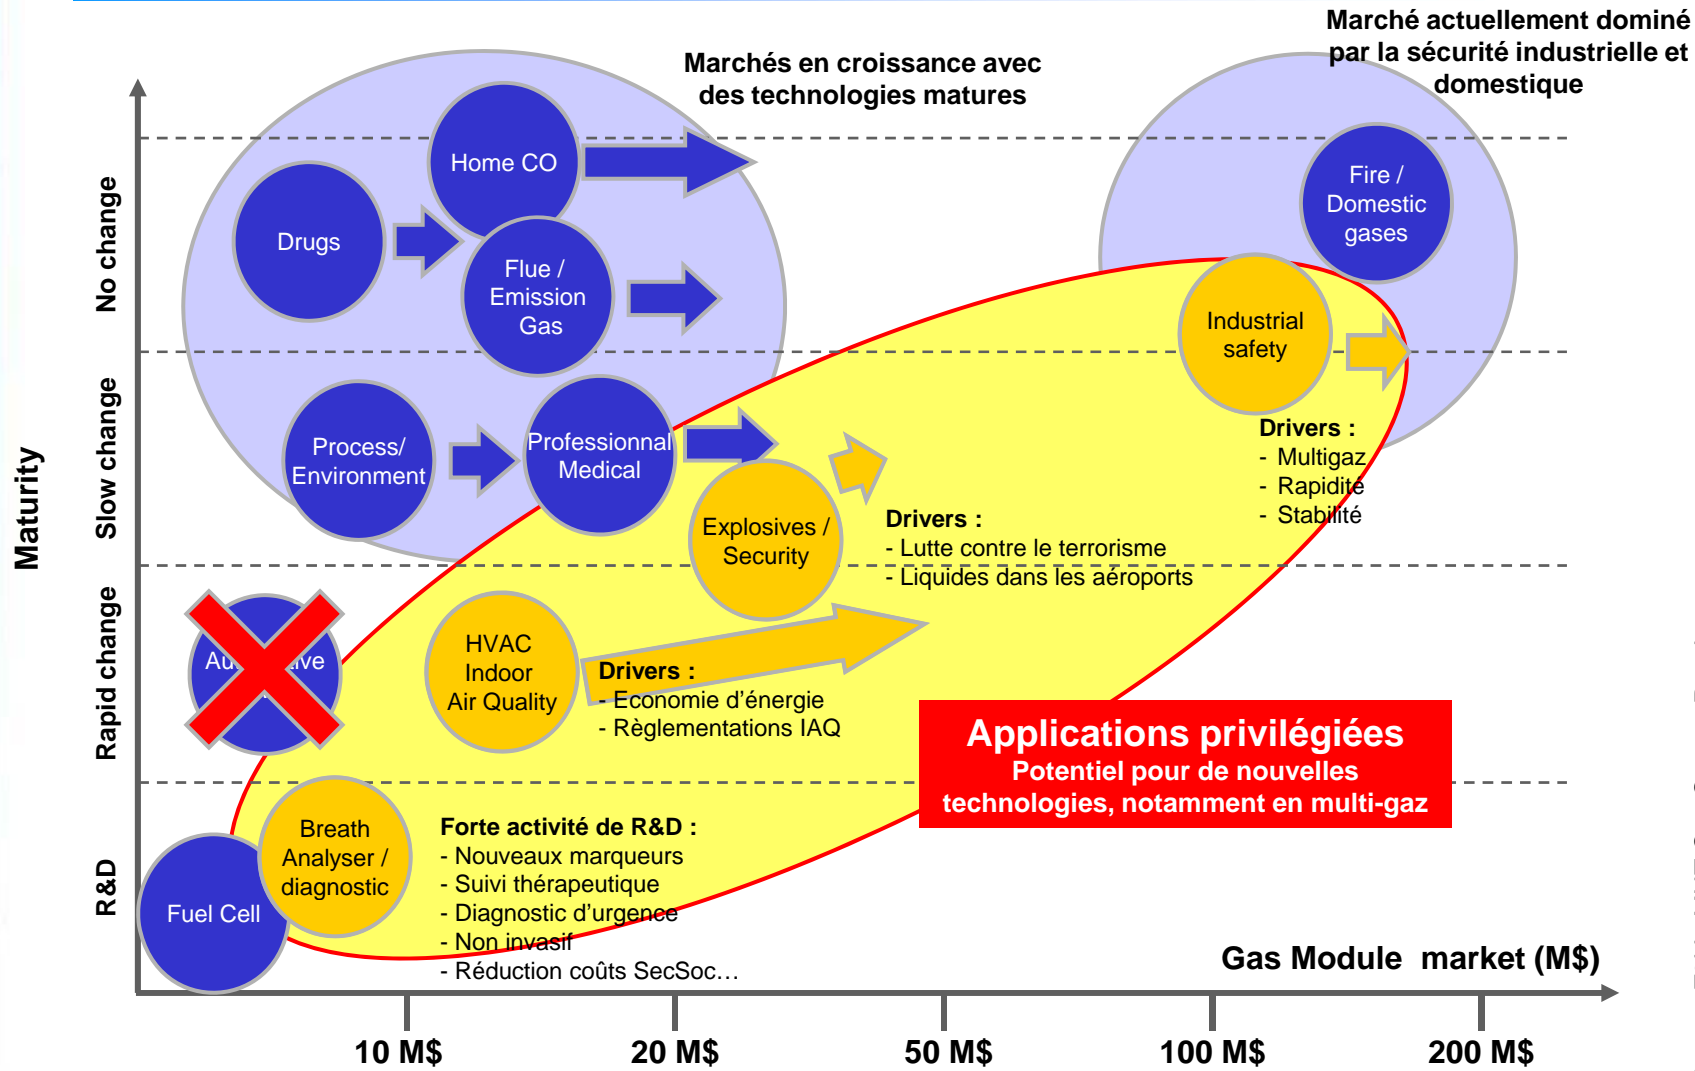 Marché actuellement dominé
par la sécurité industrielle et
domestique
Marchés en croissance avec
des technologies matures
Maturity
No change
Slow change
Rapid change
R&D
Home CO
Drugs
Flue /
Emission
Gas
Fire /
Domestic
gases
Industrial
safety
Process/
Environment
Professionnal
Medical
Explosives /
Security
Drivers :
- Multigaz
- Rapidité
- Stabilité
Drivers :
- Lutte contre le terrorisme
- Liquides dans les aéroports
HVAC
Indoor
Air Quality
Drivers :
- Economie d’énergie
- Règlementations IAQ
Applications privilégiées
Potentiel pour de nouvelles
technologies, notamment en multi-gaz
Breath
Analyser /
diagnostic
Fuel Cell
Forte activité de R&D :
- Nouveaux marqueurs
- Suivi thérapeutique
- Diagnostic d’urgence
- Non invasif
- Réduction coûts SecSoc…
Gas Module market (M$)
10 M$
20 M$
50 M$
100 M$
200 M$